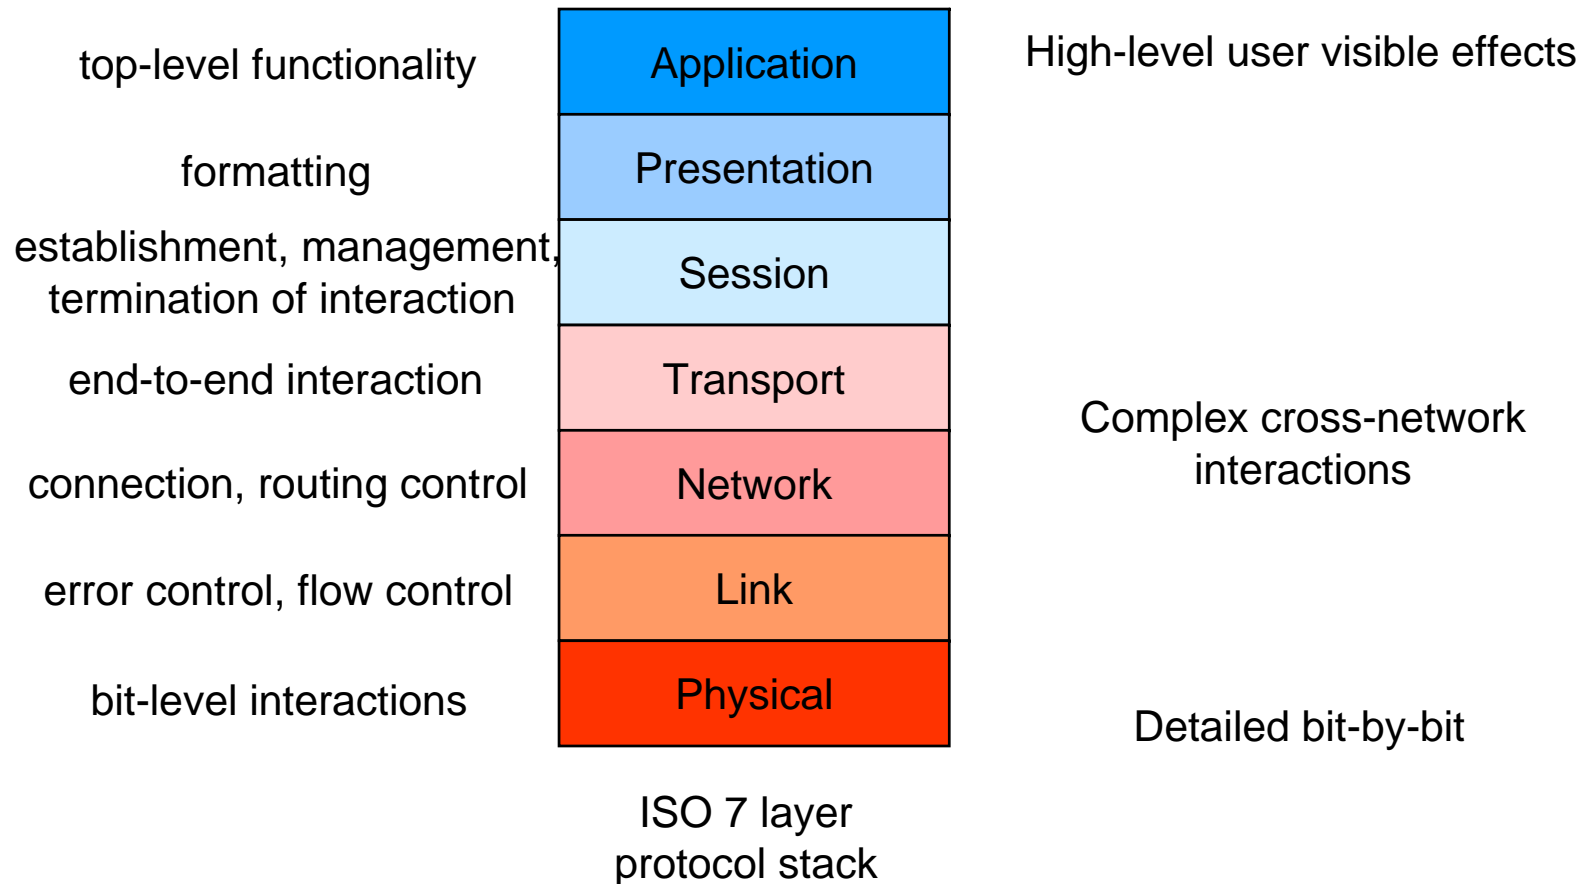 top-level functionality
Application
High-level user visible effects
formatting
Presentation
establishment, management,
termination of interaction
Session
end-to-end interaction
Transport
Complex cross-network
interactions
connection, routing control
Network
error control, flow control
Link
bit-level interactions
Physical
Detailed bit-by-bit
ISO 7 layer
protocol stack